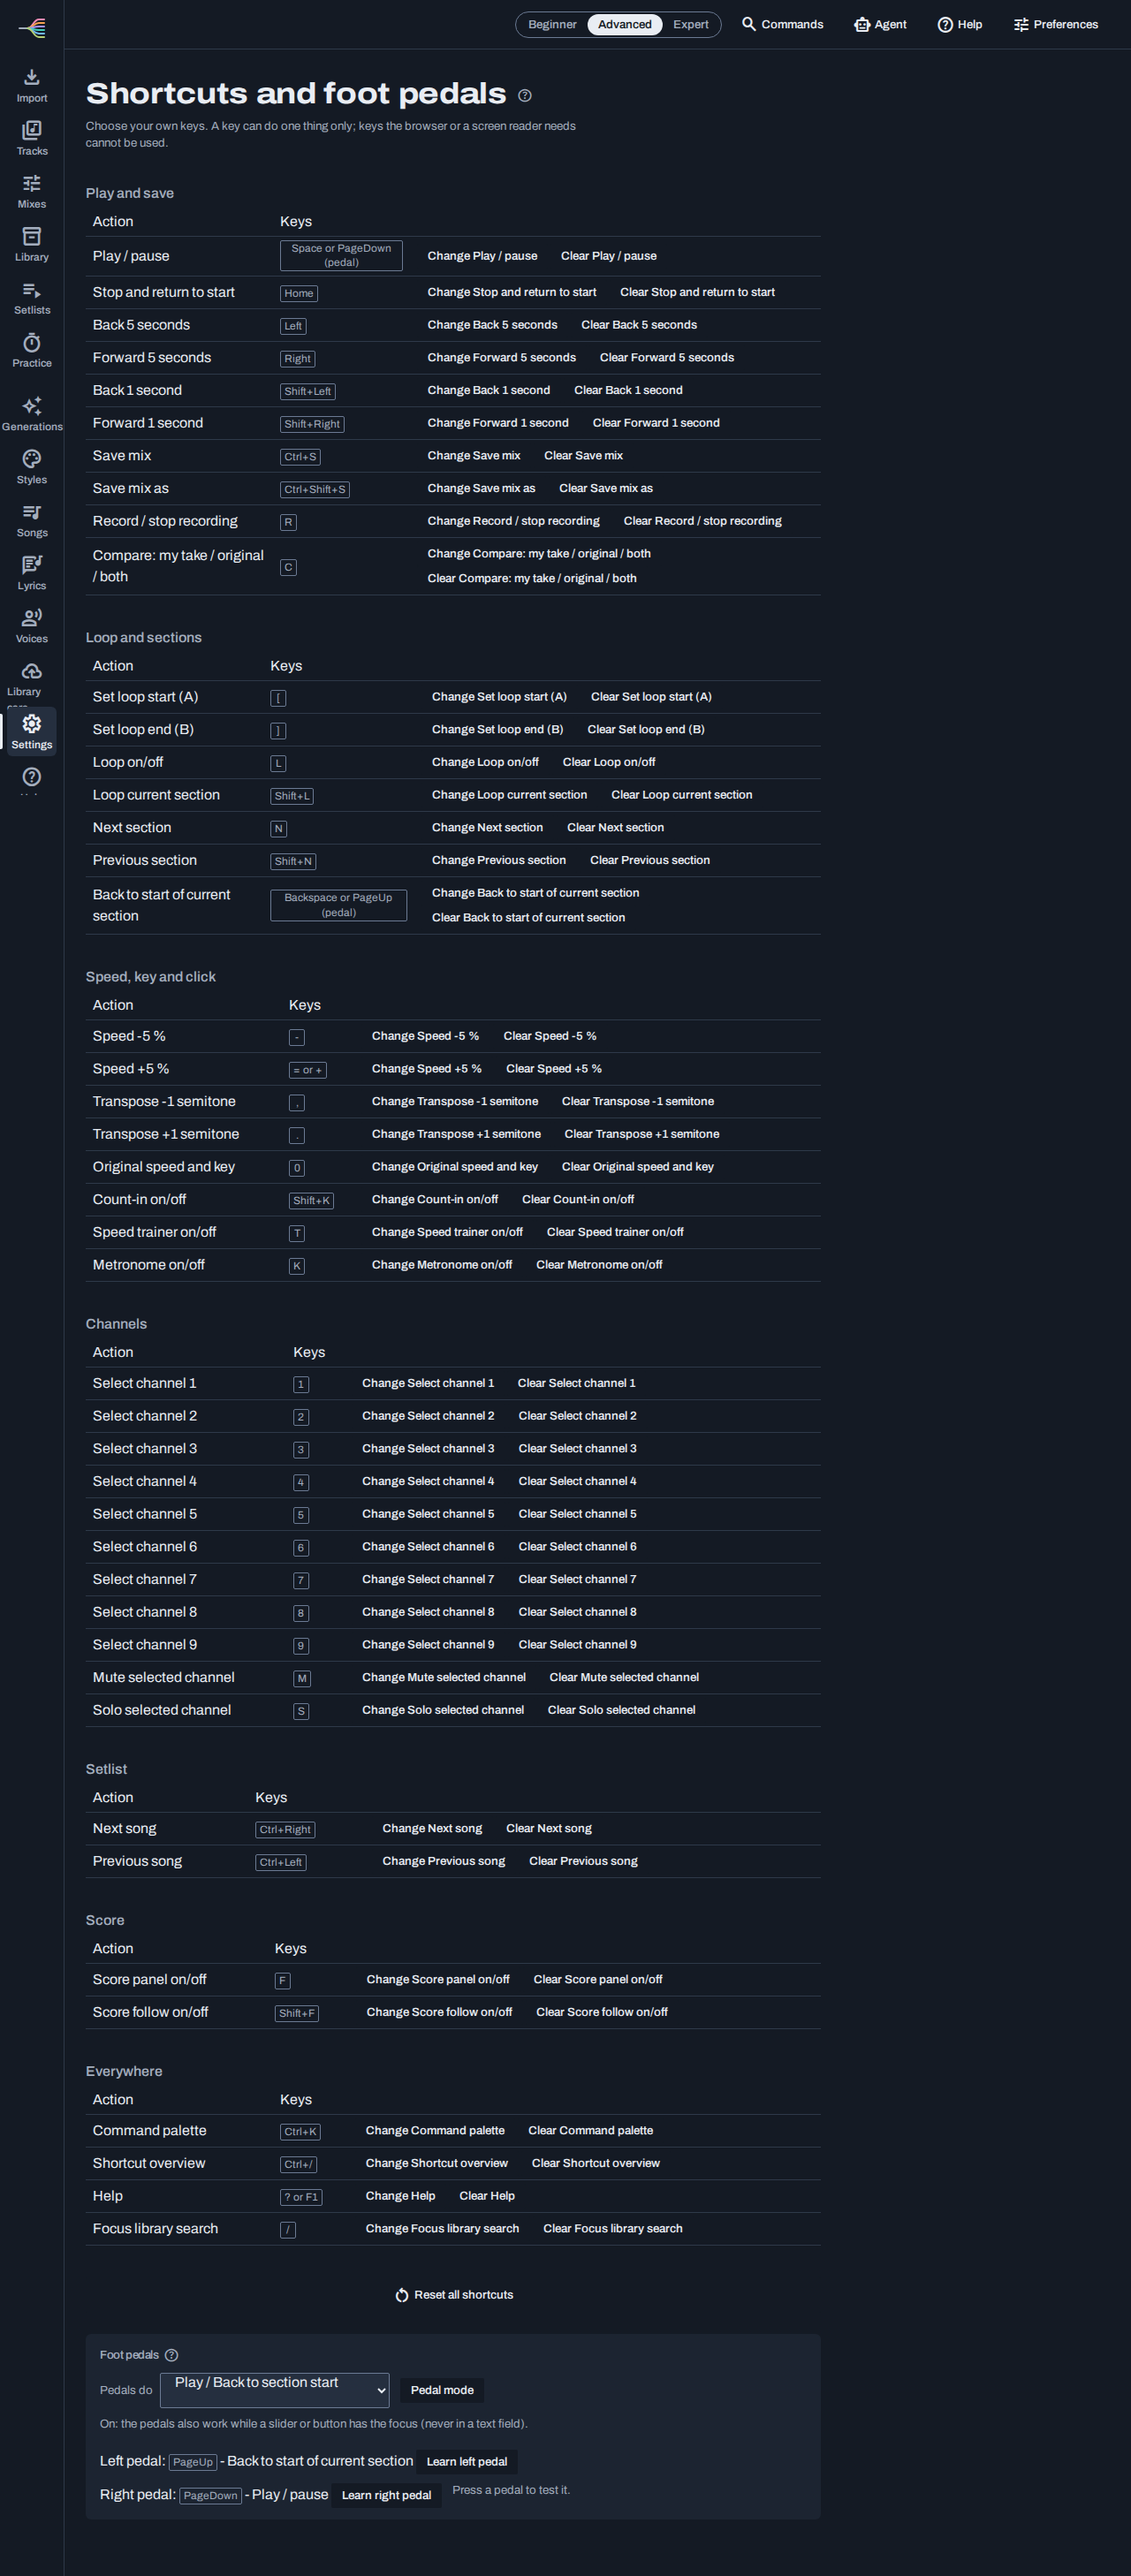 Beginner Advanced Expert Commands Agent Help Preferences
Import
Tracks
Mixes
Library
Setlists
Practice
Generations
Styles
Songs
Lyrics
Voices
Library
Settings
Shortcuts and foot pedals
Choose your own keys. A key can do one thing only; keys the browser or a screen reader needs
cannot be used.
Play and save
Action Keys
Play / pause Space or PageDown (pedal) Change Play / pause Clear Play / pause
Stop and return to start Home Change Stop and return to start Clear Stop and return to start
Back 5 seconds Left Change Back 5 seconds Clear Back 5 seconds
Forward 5 seconds Right Change Forward 5 seconds Clear Forward 5 seconds
Back 1 second Shift+Left Change Back 1 second Clear Back 1 second
Forward 1 second Shift+Right Change Forward 1 second Clear Forward 1 second
Save mix Ctrl+S Change Save mix Clear Save mix
Save mix as Ctrl+Shift+S Change Save mix as Clear Save mix as
Record / stop recording R Change Record / stop recording Clear Record / stop recording
Compare: my take / original / both C Change Compare: my take / original / both
Clear Compare: my take / original / both
Loop and sections
Action Keys
Set loop start (A) [ Change Set loop start (A) Clear Set loop start (A)
Set loop end (B) ] Change Set loop end (B) Clear Set loop end (B)
Loop on/off L Change Loop on/off Clear Loop on/off
Loop current section Shift+L Change Loop current section Clear Loop current section
Next section N Change Next section Clear Next section
Previous section Shift+N Change Previous section Clear Previous section
Back to start of current section Backspace or PageUp (pedal) Change Back to start of current section
Clear Back to start of current section
Speed, key and click
Action Keys
Speed -5 % - Change Speed -5 % Clear Speed -5 %
Speed +5 % = or + Change Speed +5 % Clear Speed +5 %
Transpose -1 semitone , Change Transpose -1 semitone Clear Transpose -1 semitone
Transpose +1 semitone . Change Transpose +1 semitone Clear Transpose +1 semitone
Original speed and key 0 Change Original speed and key Clear Original speed and key
Count-in on/off Shift+K Change Count-in on/off Clear Count-in on/off
Speed trainer on/off T Change Speed trainer on/off Clear Speed trainer on/off
Metronome on/off K Change Metronome on/off Clear Metronome on/off
Channels
Action Keys
Select channel 1 1 Change Select channel 1 Clear Select channel 1
Select channel 2 2 Change Select channel 2 Clear Select channel 2
Select channel 3 3 Change Select channel 3 Clear Select channel 3
Select channel 4 4 Change Select channel 4 Clear Select channel 4
Select channel 5 5 Change Select channel 5 Clear Select channel 5
Select channel 6 6 Change Select channel 6 Clear Select channel 6
Select channel 7 7 Change Select channel 7 Clear Select channel 7
Select channel 8 8 Change Select channel 8 Clear Select channel 8
Select channel 9 9 Change Select channel 9 Clear Select channel 9
Mute selected channel M Change Mute selected channel Clear Mute selected channel
Solo selected channel S Change Solo selected channel Clear Solo selected channel
Setlist
Action Keys
Next song Ctrl+Right Change Next song Clear Next song
Previous song Ctrl+Left Change Previous song Clear Previous song
Score
Action Keys
Score panel on/off F Change Score panel on/off Clear Score panel on/off
Score follow on/off Shift+F Change Score follow on/off Clear Score follow on/off
Everywhere
Action Keys
Command palette Ctrl+K Change Command palette Clear Command palette
Shortcut overview Ctrl+/ Change Shortcut overview Clear Shortcut overview
Help ? or F1 Change Help Clear Help
Focus library search / Change Focus library search Clear Focus library search
Reset all shortcuts
Foot pedals
Pedals do Play / Back to section start Pedal mode
On: the pedals also work while a slider or button has the focus (never in a text field).
Left pedal: PageUp - Back to start of current section Learn left pedal
Right pedal: PageDown - Play / pause Learn right pedal Press a pedal to test it.